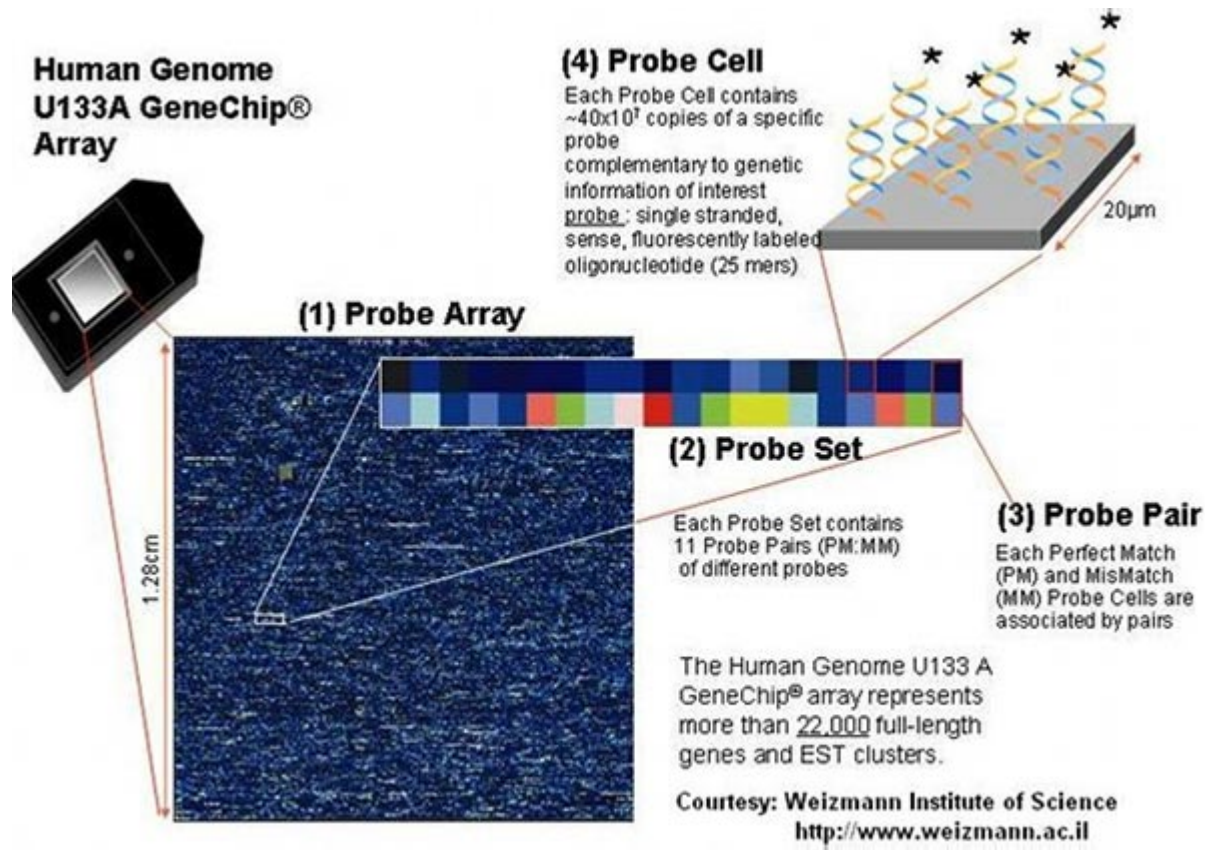 Human Genome
U133A GeneChip®
Array
(4) Probe Cell
Each Probe Cell contains
~40x10⁷ copies of a specific
probe
complementary to genetic
information of interest
probe : single stranded,
sense, fluorescently labeled
oligonucleotide (25 mers)
* * * * *
20µm
(1) Probe Array
1.28cm
(2) Probe Set
Each Probe Set contains
11 Probe Pairs (PM:MM)
of different probes
(3) Probe Pair
Each Perfect Match
(PM) and MisMatch
(MM) Probe Cells are
associated by pairs
The Human Genome U133 A
GeneChip® array represents
more than 22,000 full-length
genes and EST clusters.
Courtesy: Weizmann Institute of Science
http://www.weizmann.ac.il